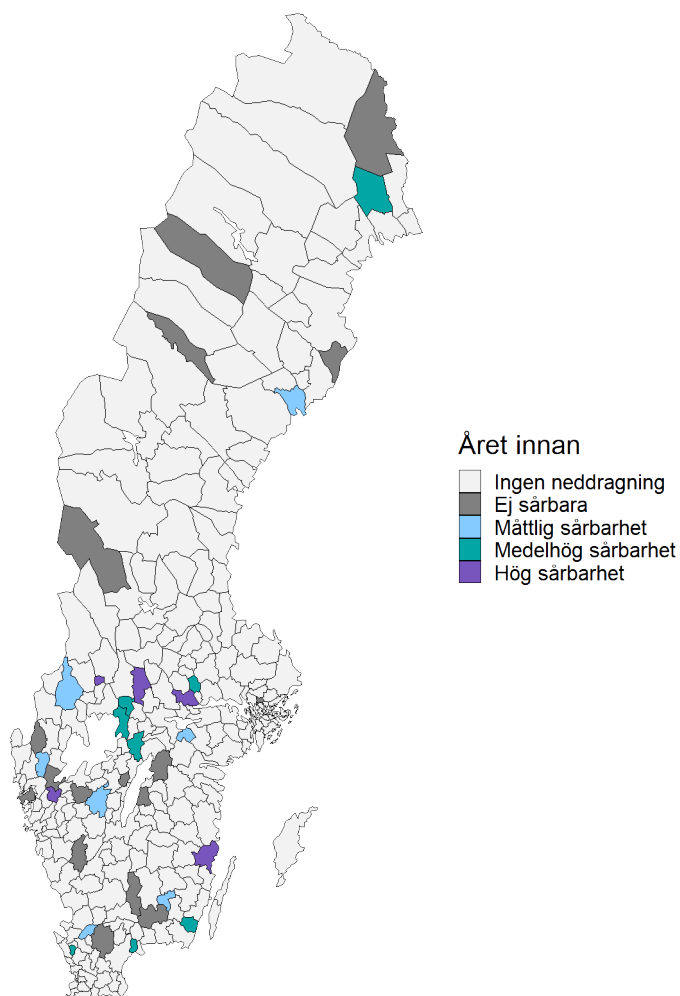 Året innan
Ingen neddragning
Ej sårbara
Måttlig sårbarhet
Medelhög sårbarhet
Hög sårbarhet